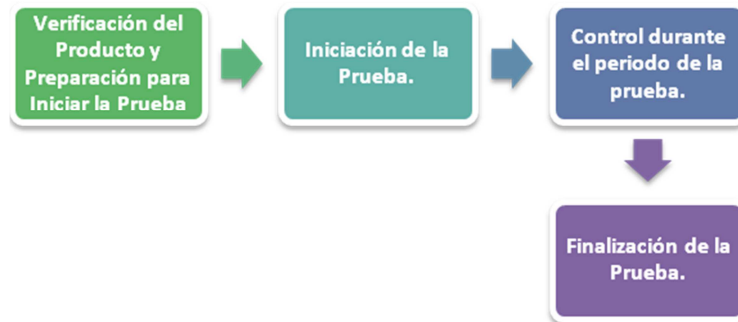 Verificación del
Producto y
Preparación para
Iniciar la Prueba
Iniciación de la
Prueba.
Control durante
el periodo de la
prueba.
Finalización de la
Prueba.